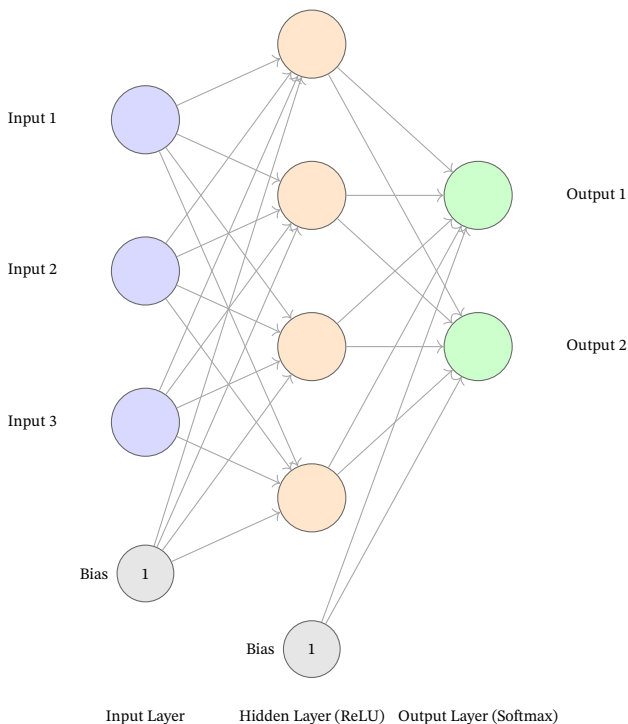 Input 1
Output 1
Input 2
Output 2
Input 3
Bias 1
Bias 1
Input Layer
Hidden Layer (ReLU)
Output Layer (Softmax)